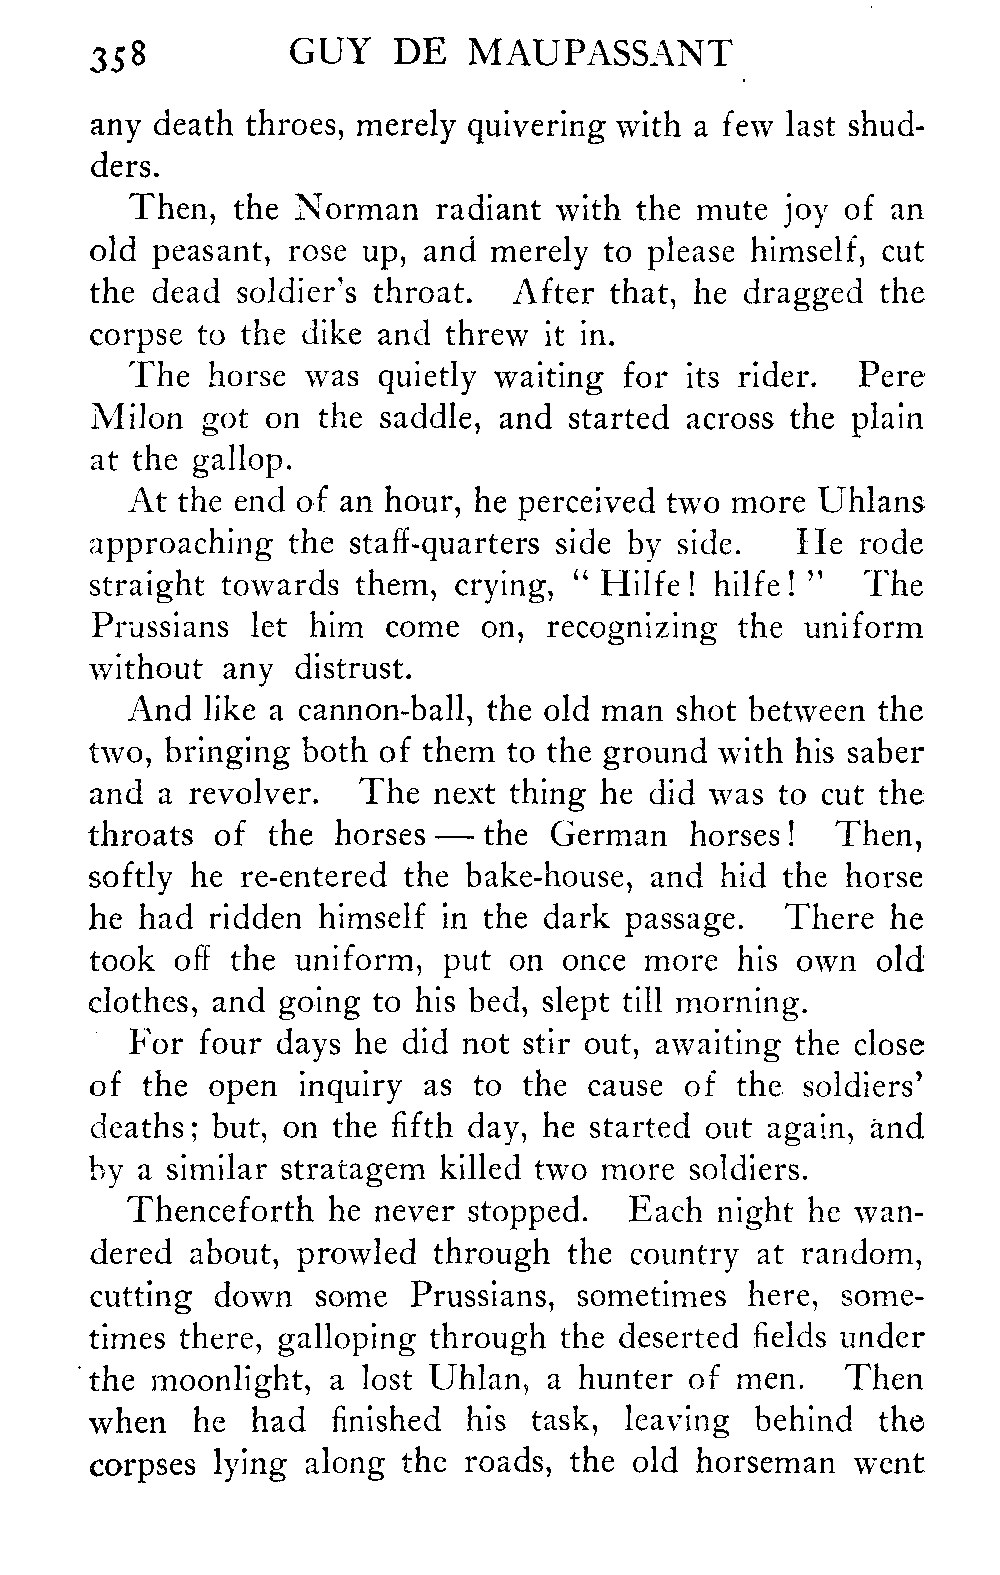 358 GUY DE MAUPASSANT
any death throes, merely quivering with a few last shud-
ders.
Then, the Norman radiant with the mute joy of an
old peasant, rose up, and merely to please himself, cut
the dead soldier's throat. After that, he dragged the
corpse to the dike and threw it in.
The horse was quietly waiting for its rider. Pere
Milon got on the saddle, and started across the plain
at the gallop.
At the end of an hour, he perceived two more Uhlans
approaching the staff-quarters side by side. He rode
straight towards them, crying, “ Hilfe! hilfe! ” The
Prussians let him come on, recognizing the uniform
without any distrust.
And like a cannon-ball, the old man shot between the
two, bringing both of them to the ground with his saber
and a revolver. The next thing he did was to cut the
throats of the horses — the German horses! Then,
softly he re-entered the bake-house, and hid the horse
he had ridden himself in the dark passage. There he
took off the uniform, put on once more his own old
clothes, and going to his bed, slept till morning.
For four days he did not stir out, awaiting the close
of the open inquiry as to the cause of the soldiers'
deaths; but, on the fifth day, he started out again, and
by a similar stratagem killed two more soldiers.
Thenceforth he never stopped. Each night he wan-
dered about, prowled through the country at random,
cutting down some Prussians, sometimes here, some-
times there, galloping through the deserted fields under
the moonlight, a lost Uhlan, a hunter of men. Then
when he had finished his task, leaving behind the
corpses lying along the roads, the old horseman went